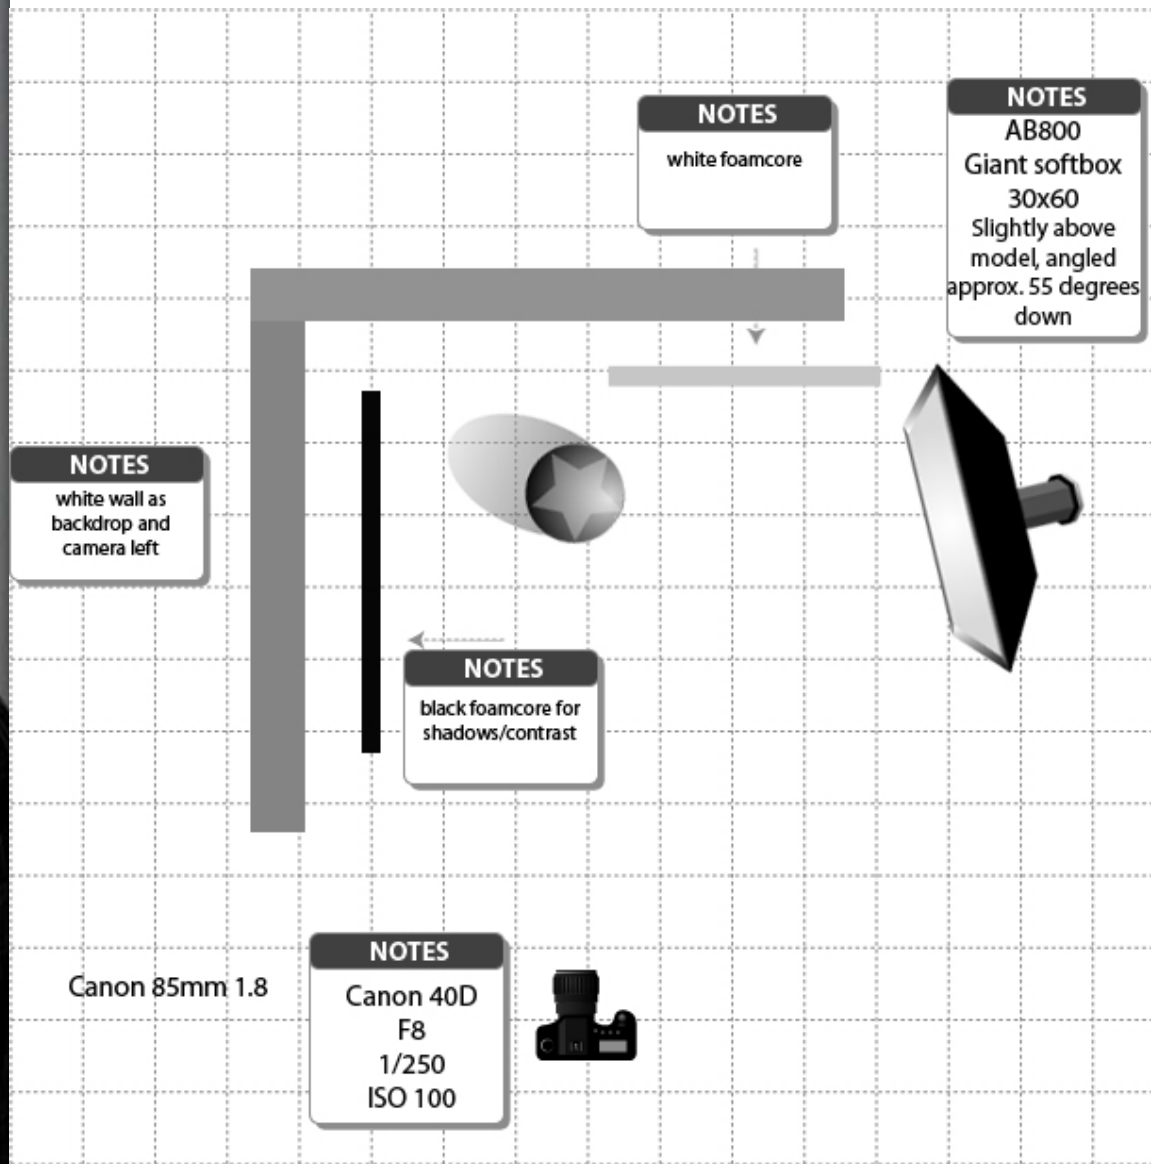 NOTES
white foamcore
NOTES
AB800
Giant softbox
30x60
Slightly above
model, angled
approx. 55 degrees
down
NOTES
white wall as
backdrop and
camera left
NOTES
black foamcore for
shadows/contrast
Canon 85mm 1.8
NOTES
Canon 40D
F8
1/250
ISO 100